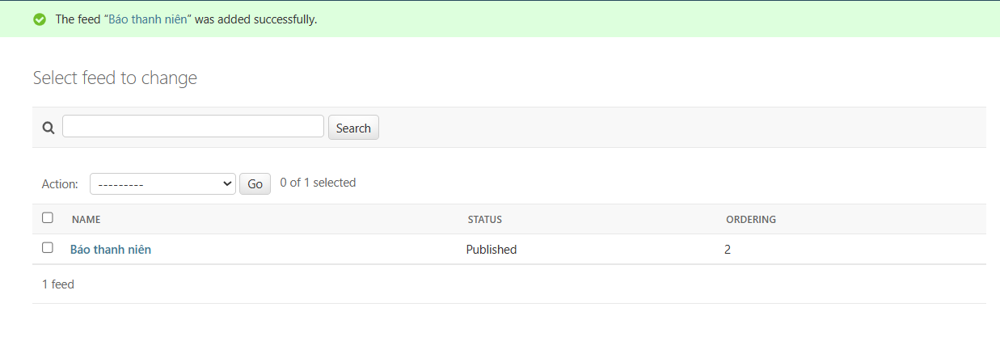 The feed “Báo thanh niên” was added successfully.
Select feed to change
Search
Action: --------- Go 0 of 1 selected
NAME STATUS ORDERING
Báo thanh niên Published 2
1 feed